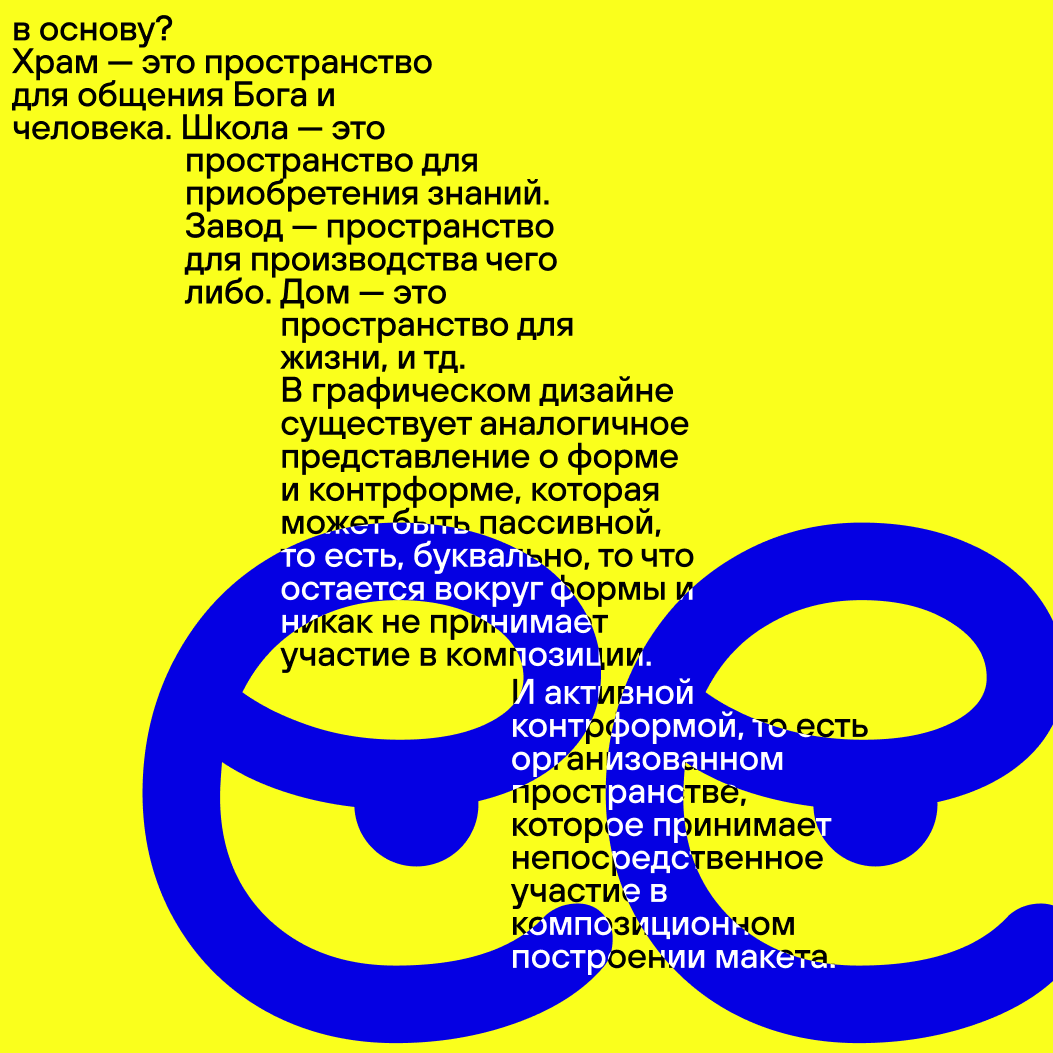 в основу?
Храм — это пространство
для общения Бога и
человека. Школа — это
пространство для
приобретения знаний.
Завод — пространство
для производства чего
либо. Дом — это
пространство для
жизни, и тд.
В графическом дизайне
существует аналогичное
представление о форме
и контрформе, которая
может быть пассивной,
то есть, буквально, то что
остается вокруг формы и
никак не принимает
участие в композиции.
И активной
контрформой, то есть
организованном
пространстве,
которое принимает
непосредственное
участие в
композиционном
построении макета.